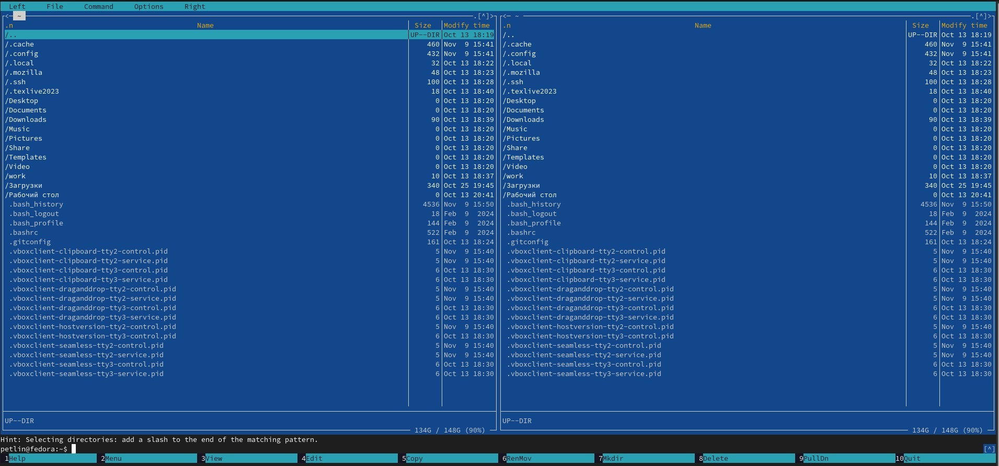 Left File Command Options Right
<─ ~ .[^]> <─ ~ .[^]>
.n Name Size Modify time .n Name Size Modify time
/.. UP--DIR Oct 13 18:19 /.. UP--DIR Oct 13 18:19
/.cache 460 Nov 9 15:41 /.cache 460 Nov 9 15:41
/.config 432 Nov 9 15:41 /.config 432 Nov 9 15:41
/.local 32 Oct 13 18:22 /.local 32 Oct 13 18:22
/.mozilla 48 Oct 13 18:23 /.mozilla 48 Oct 13 18:23
/.ssh 100 Oct 13 18:28 /.ssh 100 Oct 13 18:28
/.texlive2023 18 Oct 13 18:40 /.texlive2023 18 Oct 13 18:40
/Desktop 0 Oct 13 18:20 /Desktop 0 Oct 13 18:20
/Documents 0 Oct 13 18:20 /Documents 0 Oct 13 18:20
/Downloads 90 Oct 13 18:39 /Downloads 90 Oct 13 18:39
/Music 0 Oct 13 18:20 /Music 0 Oct 13 18:20
/Pictures 0 Oct 13 18:20 /Pictures 0 Oct 13 18:20
/Share 0 Oct 13 18:20 /Share 0 Oct 13 18:20
/Templates 0 Oct 13 18:20 /Templates 0 Oct 13 18:20
/Video 0 Oct 13 18:20 /Video 0 Oct 13 18:20
/work 10 Oct 13 18:37 /work 10 Oct 13 18:37
/Загрузки 340 Oct 25 19:45 /Загрузки 340 Oct 25 19:45
/Рабочий стол 0 Oct 13 20:41 /Рабочий стол 0 Oct 13 20:41
.bash_history 4536 Nov 9 15:50 .bash_history 4536 Nov 9 15:50
.bash_logout 18 Feb 9 2024 .bash_logout 18 Feb 9 2024
.bash_profile 144 Feb 9 2024 .bash_profile 144 Feb 9 2024
.bashrc 522 Feb 9 2024 .bashrc 522 Feb 9 2024
.gitconfig 161 Oct 13 18:24 .gitconfig 161 Oct 13 18:24
.vboxclient-clipboard-tty2-control.pid 5 Nov 9 15:40 .vboxclient-clipboard-tty2-control.pid 5 Nov 9 15:40
.vboxclient-clipboard-tty2-service.pid 5 Nov 9 15:40 .vboxclient-clipboard-tty2-service.pid 5 Nov 9 15:40
.vboxclient-clipboard-tty3-control.pid 6 Oct 13 18:30 .vboxclient-clipboard-tty3-control.pid 6 Oct 13 18:30
.vboxclient-clipboard-tty3-service.pid 6 Oct 13 18:30 .vboxclient-clipboard-tty3-service.pid 6 Oct 13 18:30
.vboxclient-draganddrop-tty2-control.pid 5 Nov 9 15:40 .vboxclient-draganddrop-tty2-control.pid 5 Nov 9 15:40
.vboxclient-draganddrop-tty2-service.pid 5 Nov 9 15:40 .vboxclient-draganddrop-tty2-service.pid 5 Nov 9 15:40
.vboxclient-draganddrop-tty3-control.pid 6 Oct 13 18:30 .vboxclient-draganddrop-tty3-control.pid 6 Oct 13 18:30
.vboxclient-draganddrop-tty3-service.pid 6 Oct 13 18:30 .vboxclient-draganddrop-tty3-service.pid 6 Oct 13 18:30
.vboxclient-hostversion-tty2-control.pid 5 Nov 9 15:40 .vboxclient-hostversion-tty2-control.pid 5 Nov 9 15:40
.vboxclient-hostversion-tty3-control.pid 6 Oct 13 18:30 .vboxclient-hostversion-tty3-control.pid 6 Oct 13 18:30
.vboxclient-seamless-tty2-control.pid 5 Nov 9 15:40 .vboxclient-seamless-tty2-control.pid 5 Nov 9 15:40
.vboxclient-seamless-tty2-service.pid 5 Nov 9 15:40 .vboxclient-seamless-tty2-service.pid 5 Nov 9 15:40
.vboxclient-seamless-tty3-control.pid 6 Oct 13 18:30 .vboxclient-seamless-tty3-control.pid 6 Oct 13 18:30
.vboxclient-seamless-tty3-service.pid 6 Oct 13 18:30 .vboxclient-seamless-tty3-service.pid 6 Oct 13 18:30
UP--DIR UP--DIR
134G / 148G (90%) 134G / 148G (90%)
Hint: Selecting directories: add a slash to the end of the matching pattern.
petlin@fedora:~$ [^]
1Help 2Menu 3View 4Edit 5Copy 6RenMov 7Mkdir 8Delete 9PullDn 10Quit